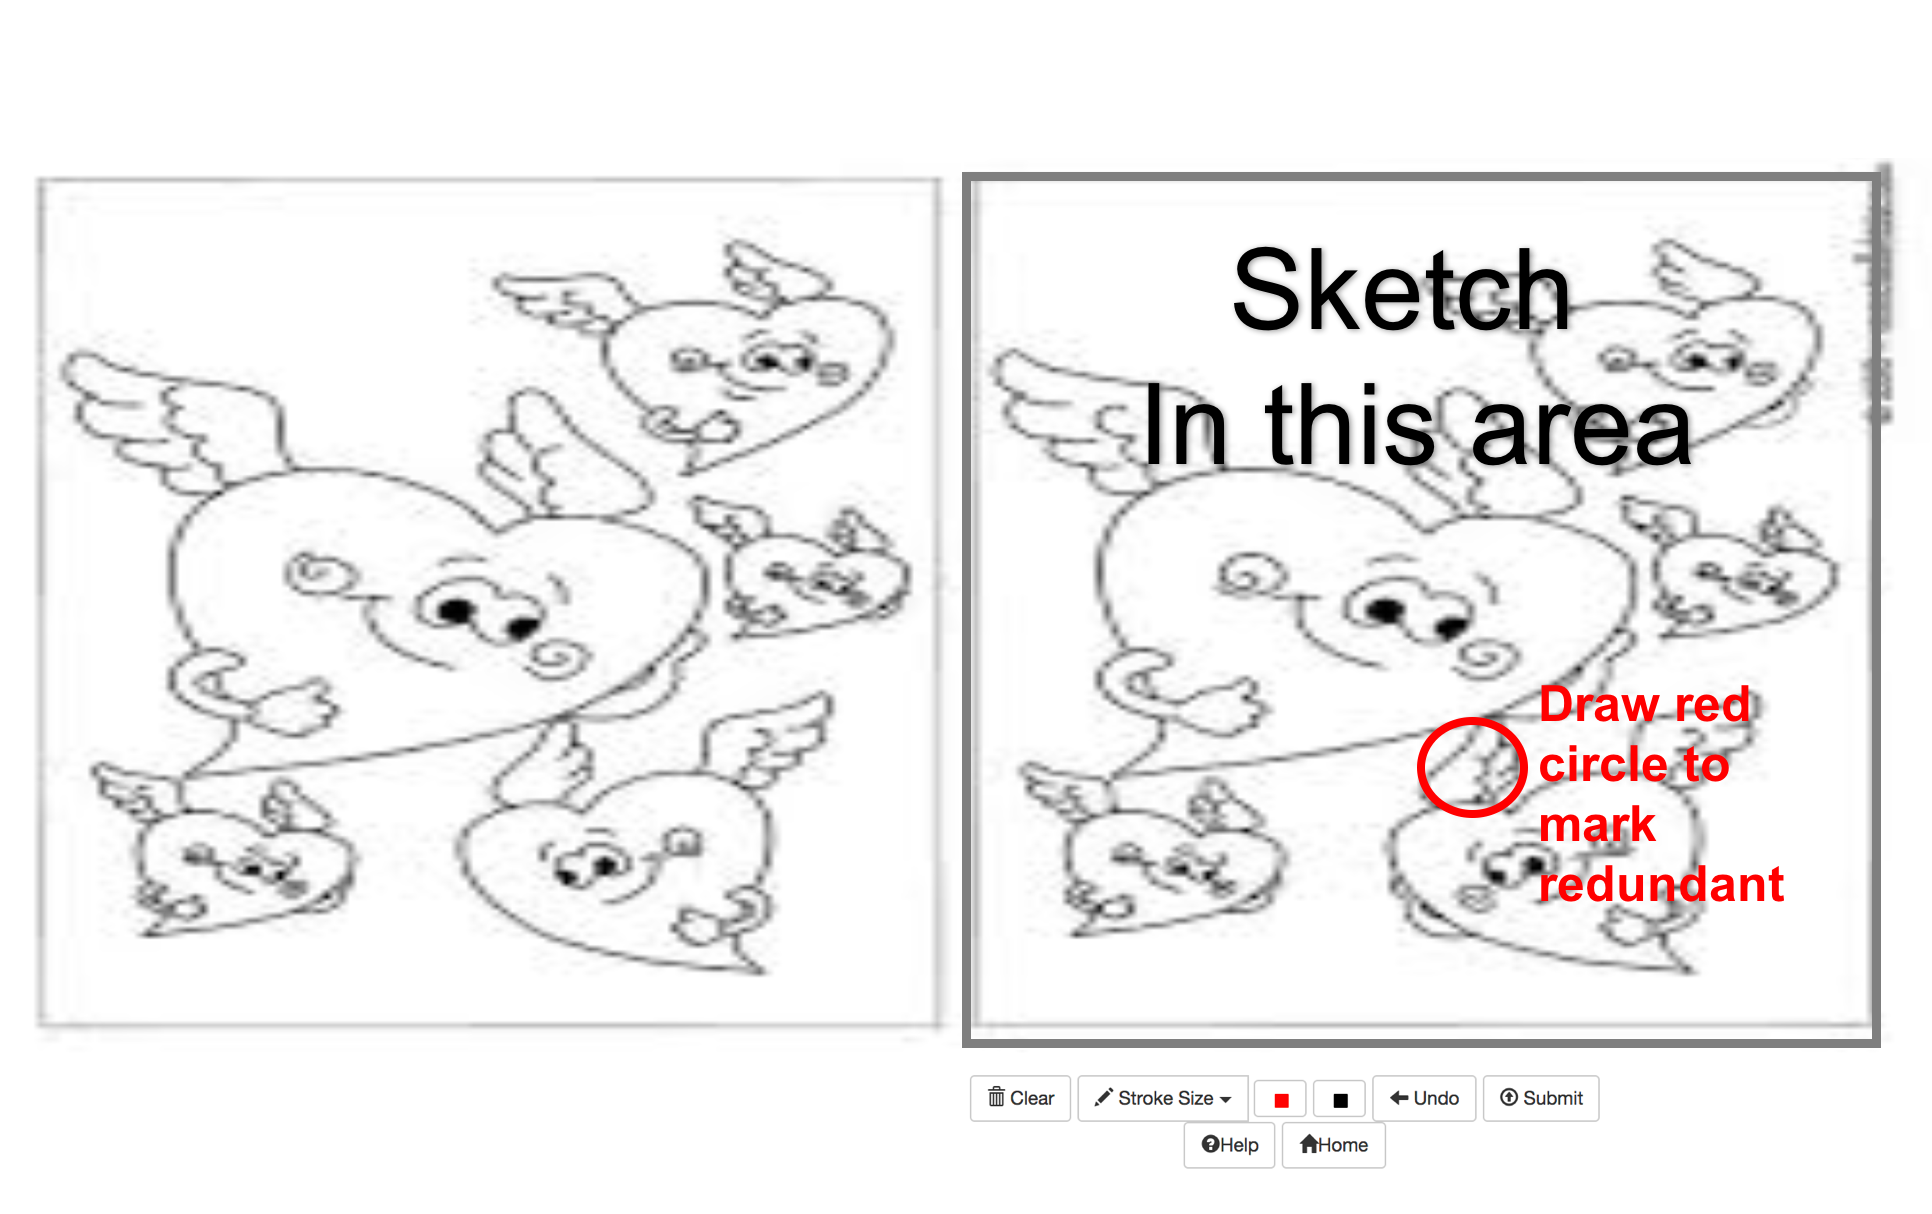 Sketch
In this area
Draw red
circle to
mark
redundant
Clear
Stroke Size
Undo
Submit
Help
Home